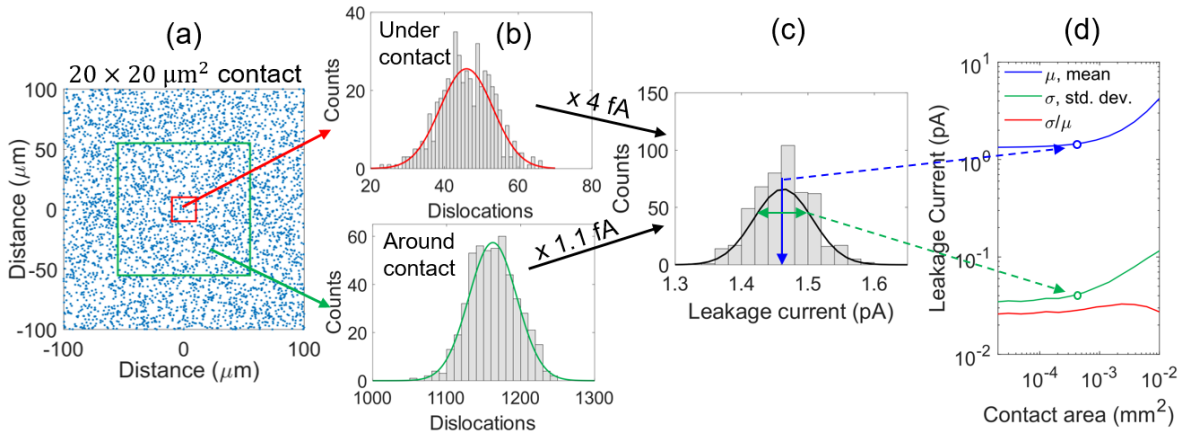 (a)
20 × 20 μm² contact
Distance (μm)
100
50
0
-50
-100
-100
-50
0
50
100
Distance (μm)
(b)
Under
contact
Counts
40
20
0
20
40
60
80
Dislocations
x 4 fA
Around
contact
Counts
60
40
20
0
1000
1100
1200
1300
Dislocations
x 1.1 fA
(c)
Counts
150
100
50
0
1.3
1.4
1.5
1.6
Leakage current (pA)
(d)
μ, mean
σ, std. dev.
σ/μ
Leakage Current (pA)
10¹
10⁰
10⁻¹
10⁻²
10⁻⁴
10⁻³
10⁻²
Contact area (mm²)